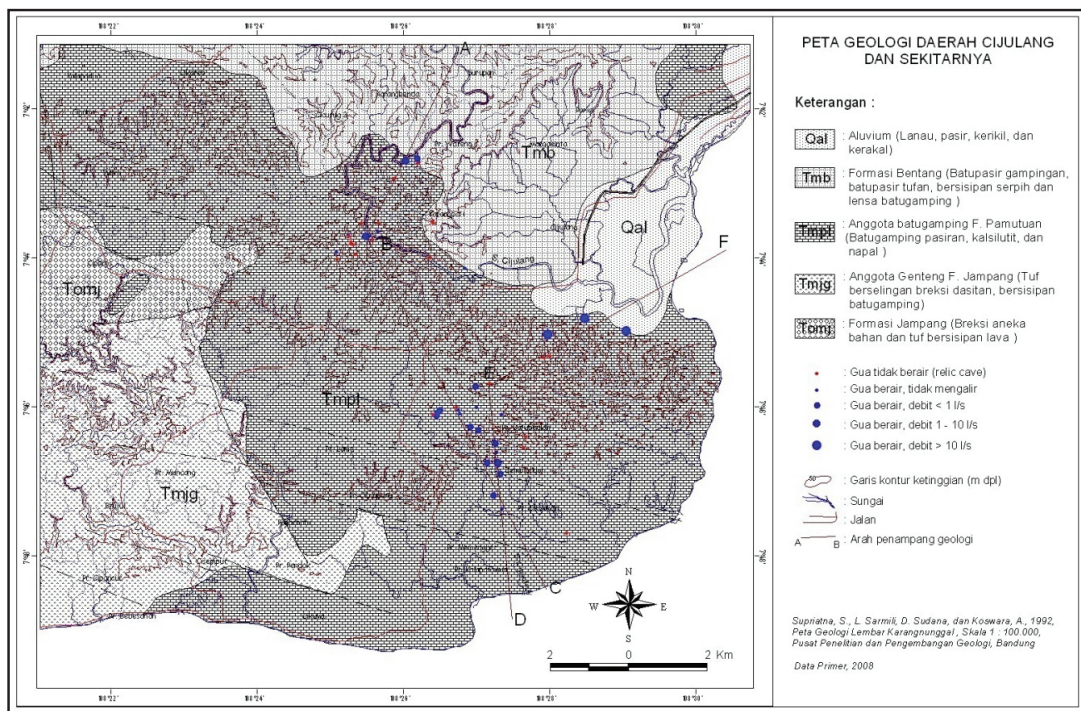 PETA GEOLOGI DAERAH CIJULANG
DAN SEKITARNYA
Keterangan :
Qal : Aluvium (Lanau, pasir, kerikil, dan
kerakal)
Tmb : Formasi Bentang (Batupasir gampingan,
batupasir tufan, bersisipan serpih dan
lensa batugamping)
Tmpl : Anggota batugamping F. Pamutuan
(Batugamping pasiran, kalsilutit, dan
napal )
Tmjg : Anggota Genteng F. Jampang (Tuf
berselingan breksi dasitan, bersisipan
batugamping)
Tomj : Formasi Jampang (Breksi aneka
bahan dan tuf bersisipan lava )
: Gua tidak berair (relic cave)
: Gua berair, tidak mengalir
: Gua berair, debit < 1 l/s
: Gua berair, debit 1 - 10 l/s
: Gua berair, debit > 10 l/s
50 : Garis kontur ketinggian (m dpl)
: Sungai
: Jalan
A B : Arah penampang geologi
Supriatna, S., L. Sarmili, D. Sudana, dan Koswara, A., 1992,
Peta Geologi Lembar Karangnunggal , Skala 1 : 100.000,
Pusat Penelitian dan Pengembangan Geologi, Bandung
Data Primer, 2008
A
Tmb
Qal
F
B
S. Cijulang
Tomj
E
Tmpl
Tmjg
C
D
N
W E
S
2 0 2 Km